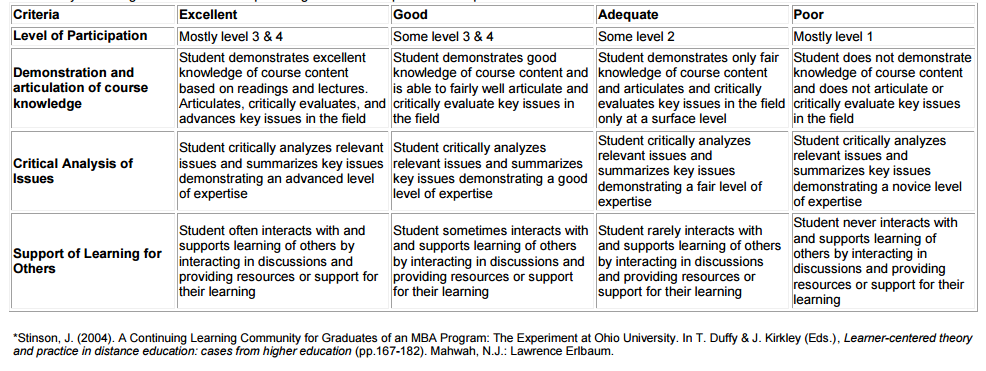 Criteria Excellent Good Adequate Poor
Level of Participation Mostly level 3 & 4 Some level 3 & 4 Some level 2 Mostly level 1
Demonstration and
articulation of course
knowledge
Student demonstrates excellent
knowledge of course content
based on readings and lectures.
Articulates, critically evaluates, and
advances key issues in the field
Student demonstrates good
knowledge of course content and
is able to fairly well articulate and
critically evaluate key issues in
the field
Student demonstrates only fair
knowledge of course content
and articulates and critically
evaluates key issues in the field
only at a surface level
Student does not demonstrate
knowledge of course content
and does not articulate or
critically evaluate key issues
in the field
Critical Analysis of
Issues
Student critically analyzes relevant
issues and summarizes key issues
demonstrating an advanced level
of expertise
Student critically analyzes
relevant issues and summarizes
key issues demonstrating a good
level of expertise
Student critically analyzes
relevant issues and
summarizes key issues
demonstrating a fair level of
expertise
Student critically analyzes
relevant issues and
summarizes key issues
demonstrating a novice level
of expertise
Support of Learning for
Others
Student often interacts with and
supports learning of others by
interacting in discussions and
providing resources or support for
their learning
Student sometimes interacts with
and supports learning of others
by interacting in discussions and
providing resources or support
for their learning
Student rarely interacts with
and supports learning of others
by interacting in discussions
and providing resources or
support for their learning
Student never interacts with
and supports learning of
others by interacting in
discussions and providing
resources or support for their
learning
*Stinson, J. (2004). A Continuing Learning Community for Graduates of an MBA Program: The Experiment at Ohio University. In T. Duffy & J. Kirkley (Eds.), Learner-centered theory
and practice in distance education: cases from higher education (pp.167-182). Mahwah, N.J.: Lawrence Erlbaum.